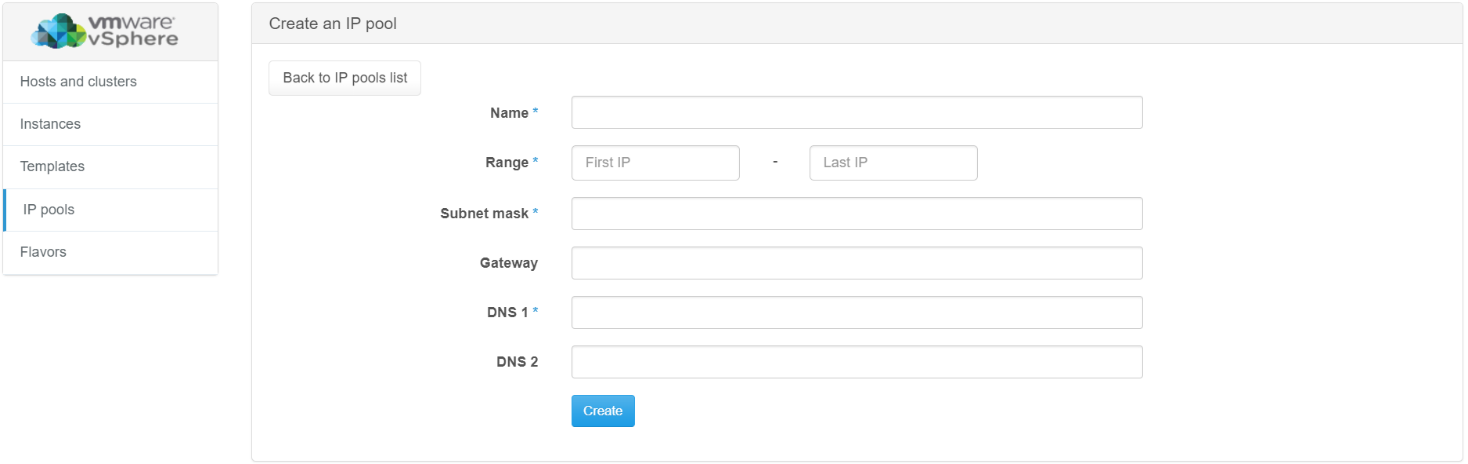 vmware
vSphere
Hosts and clusters
Instances
Templates
IP pools
Flavors
Create an IP pool
Back to IP pools list
Name *
Range * First IP - Last IP
Subnet mask *
Gateway
DNS 1 *
DNS 2
Create